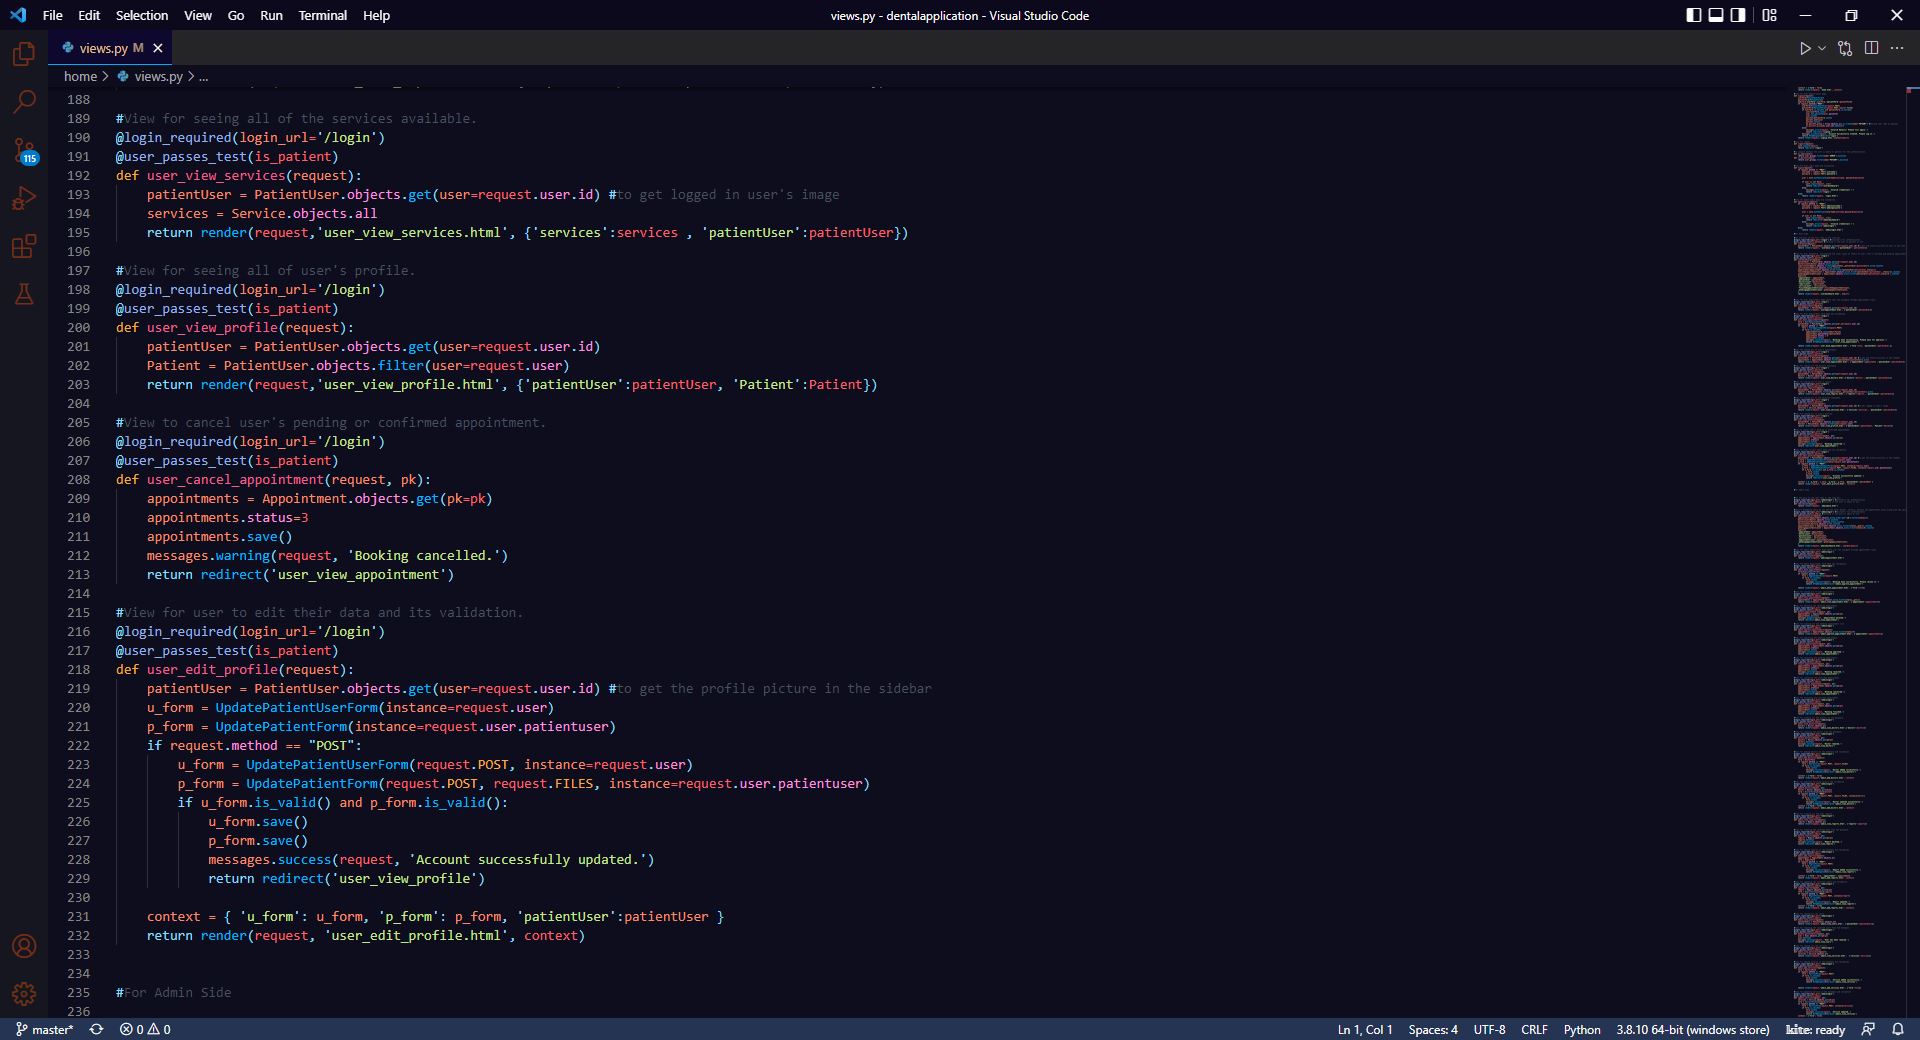 File Edit Selection View Go Run Terminal Help
views.py - dentalapplication - Visual Studio Code
views.py M
home > views.py > ...
115
188
189 #View for seeing all of the services available.
190 @login_required(login_url='/login')
191 @user_passes_test(is_patient)
192 def user_view_services(request):
193     patientUser = PatientUser.objects.get(user=request.user.id) #to get logged in user's image
194     services = Service.objects.all
195     return render(request,'user_view_services.html', {'services':services , 'patientUser':patientUser})
196
197 #View for seeing all of user's profile.
198 @login_required(login_url='/login')
199 @user_passes_test(is_patient)
200 def user_view_profile(request):
201     patientUser = PatientUser.objects.get(user=request.user.id)
202     Patient = PatientUser.objects.filter(user=request.user)
203     return render(request,'user_view_profile.html', {'patientUser':patientUser, 'Patient':Patient})
204
205 #View to cancel user's pending or confirmed appointment.
206 @login_required(login_url='/login')
207 @user_passes_test(is_patient)
208 def user_cancel_appointment(request, pk):
209     appointments = Appointment.objects.get(pk=pk)
210     appointments.status=3
211     appointments.save()
212     messages.warning(request, 'Booking cancelled.')
213     return redirect('user_view_appointment')
214
215 #View for user to edit their data and its validation.
216 @login_required(login_url='/login')
217 @user_passes_test(is_patient)
218 def user_edit_profile(request):
219     patientUser = PatientUser.objects.get(user=request.user.id) #to get the profile picture in the sidebar
220     u_form = UpdatePatientUserForm(instance=request.user)
221     p_form = UpdatePatientForm(instance=request.user.patientuser)
222     if request.method == "POST":
223         u_form = UpdatePatientUserForm(request.POST, instance=request.user)
224         p_form = UpdatePatientForm(request.POST, request.FILES, instance=request.user.patientuser)
225         if u_form.is_valid() and p_form.is_valid():
226             u_form.save()
227             p_form.save()
228             messages.success(request, 'Account successfully updated.')
229             return redirect('user_view_profile')
230
231     context = { 'u_form': u_form, 'p_form': p_form, 'patientUser':patientUser }
232     return render(request, 'user_edit_profile.html', context)
233
234
235 #For Admin Side
236
master* 0 0 Ln 1, Col 1 Spaces: 4 UTF-8 CRLF Python 3.8.10 64-bit (windows store) kite: ready